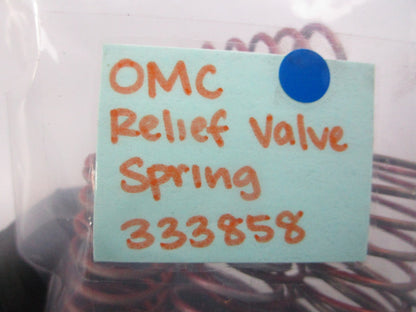 OMC
Relief Valve
Spring
333858